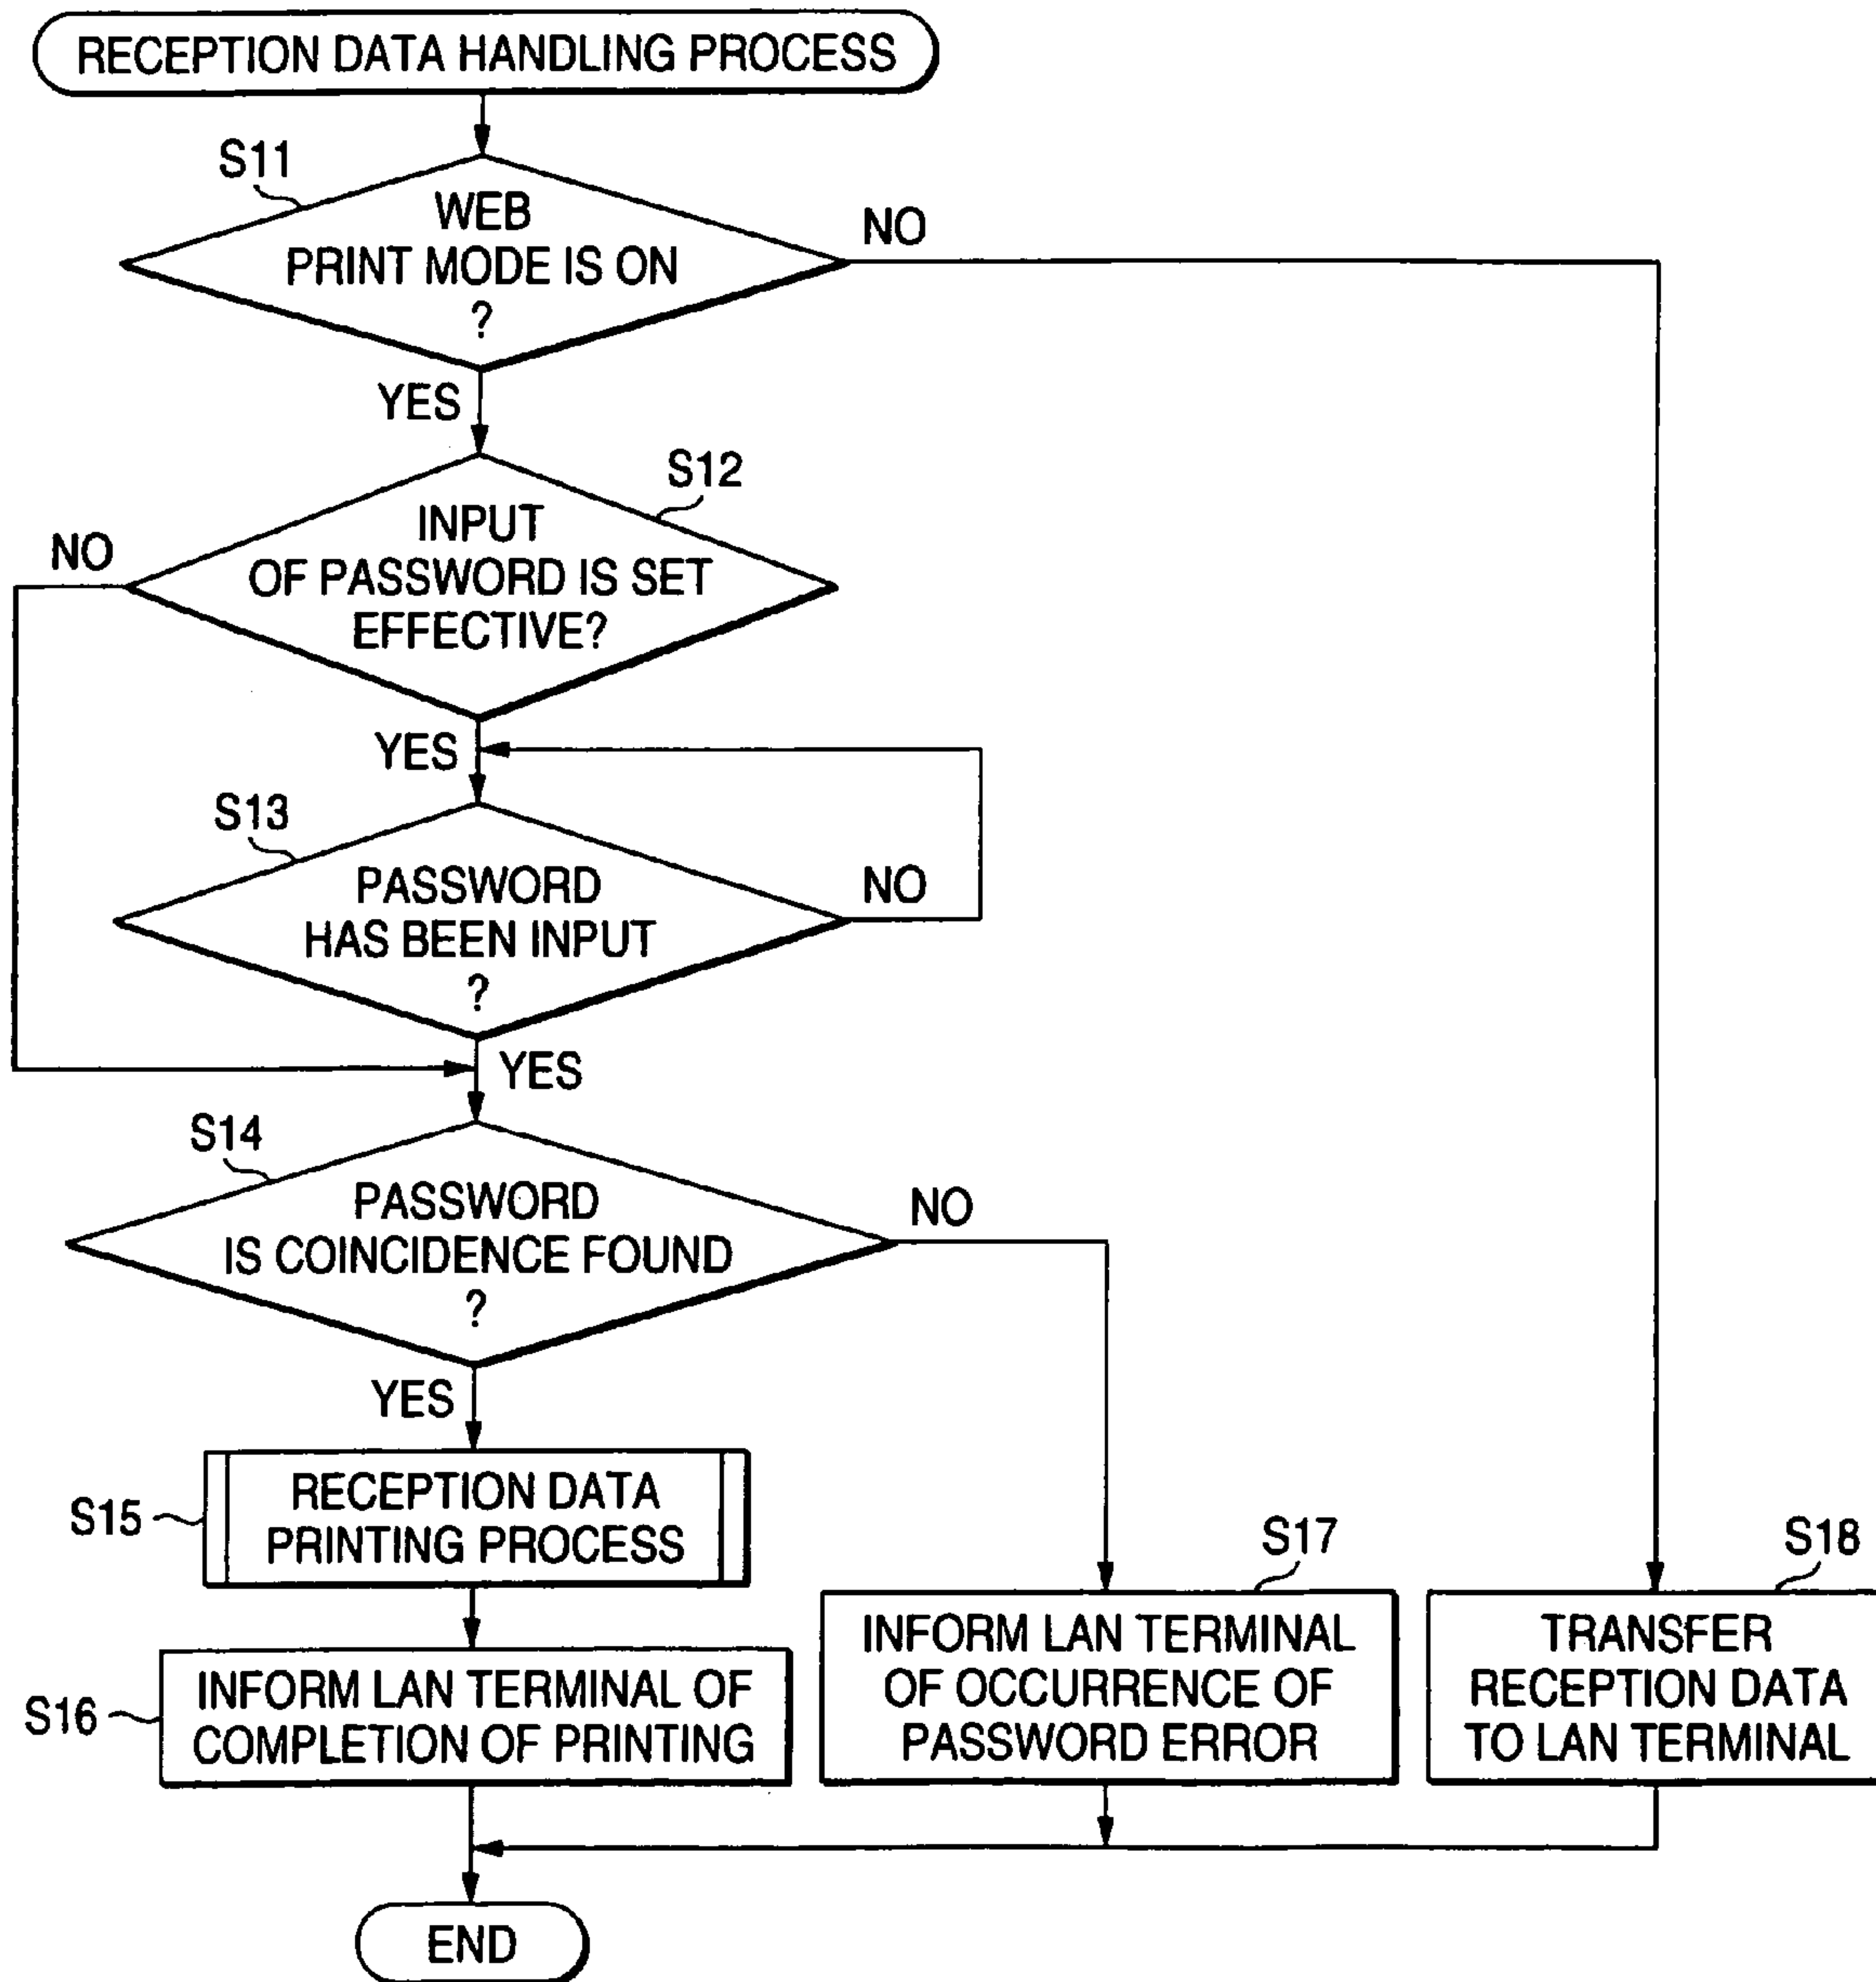 RECEPTION DATA HANDLING PROCESS
S11
WEB
PRINT MODE IS ON
?
NO
YES
S12
INPUT
OF PASSWORD IS SET
EFFECTIVE?
NO
YES
S13
PASSWORD
HAS BEEN INPUT
?
NO
YES
S14
PASSWORD
IS COINCIDENCE FOUND
?
NO
YES
S15
RECEPTION DATA
PRINTING PROCESS
S16
INFORM LAN TERMINAL OF
COMPLETION OF PRINTING
S17
INFORM LAN TERMINAL
OF OCCURRENCE OF
PASSWORD ERROR
S18
TRANSFER
RECEPTION DATA
TO LAN TERMINAL
END